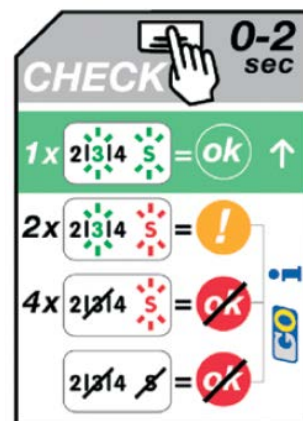 0-2
sec
CHECK
1x 2|3|4 S = ok ↑
2x 2|3|4 S = !
4x 2|3|4 S = ok
2|3|4 S = ok
GO i